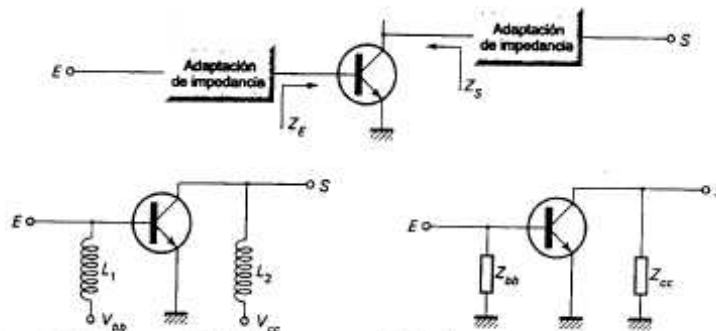 Adaptación
de impedancia
E
Z_E
Z_S
Adaptación
de impedancia
S
E
L_1
V_bb
S
L_2
V_cc
E
Z_bb
Z_cc